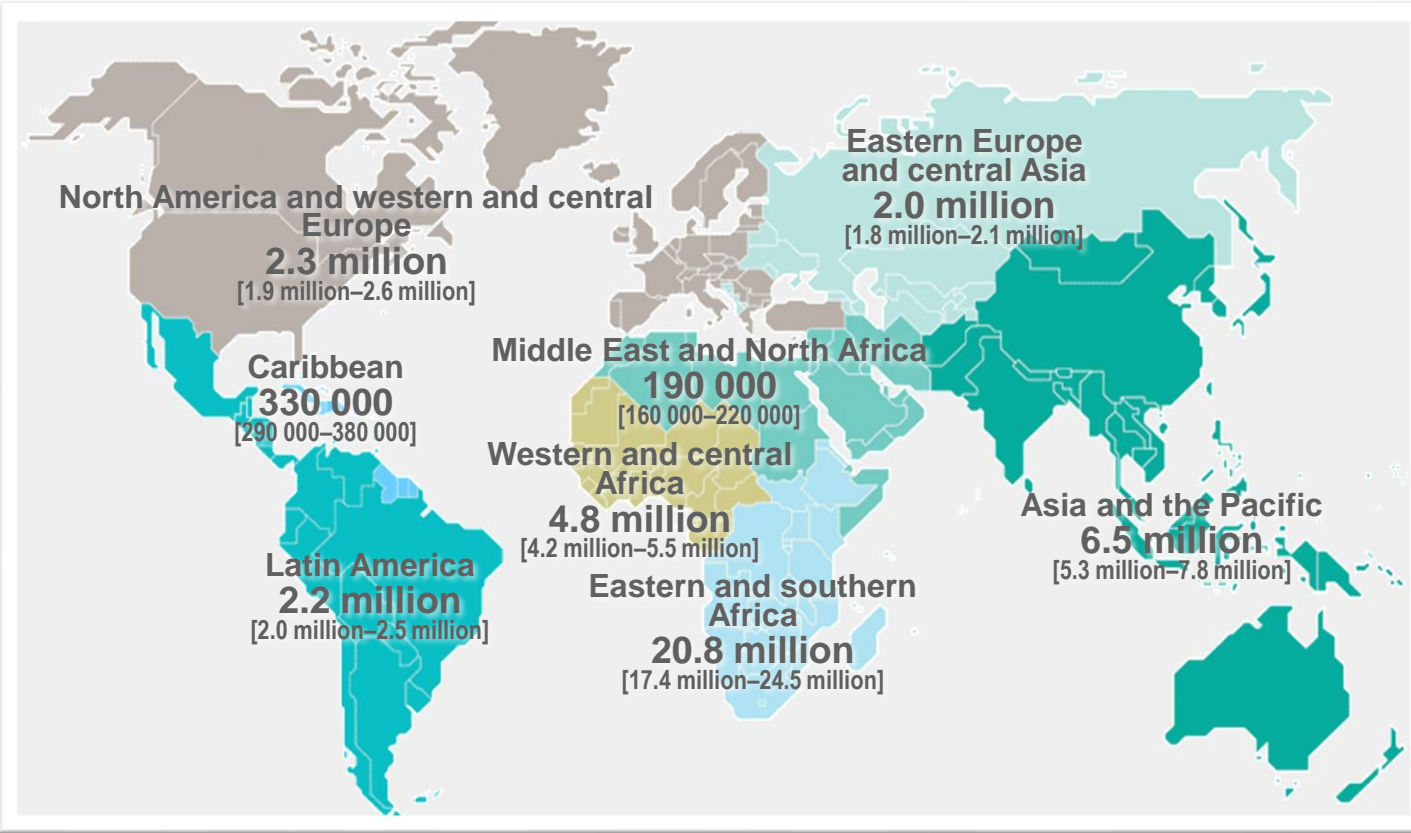 North America and western and central
Europe
2.3 million
[1.9 million–2.6 million]
Eastern Europe
and central Asia
2.0 million
[1.8 million–2.1 million]
Caribbean
330 000
[290 000–380 000]
Middle East and North Africa
190 000
[160 000–220 000]
Western and central
Africa
4.8 million
[4.2 million–5.5 million]
Asia and the Pacific
6.5 million
[5.3 million–7.8 million]
Latin America
2.2 million
[2.0 million–2.5 million]
Eastern and southern
Africa
20.8 million
[17.4 million–24.5 million]